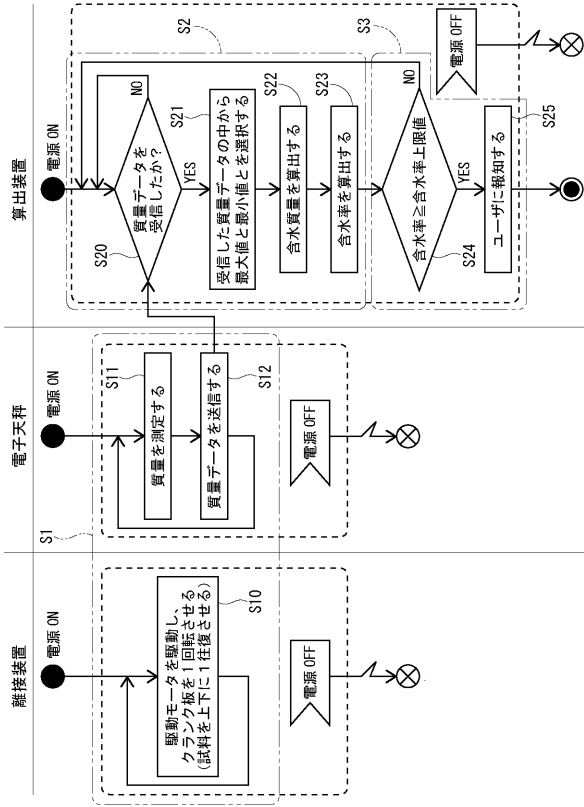 離接装置
電源 ON
駆動モータを駆動し、
クランク板を1回転させる
(試料を上下に1往復させる)
S10
電源 OFF
S1
電子天秤
電源 ON
質量を測定する
S11
質量データを送信する
S12
電源 OFF
算出装置
電源 ON
質量データを
受信したか?
S20
NO
YES
S2
受信した質量データの中から
最大値と最小値とを選択する
S21
含水質量を算出する
S22
含水率を算出する
S23
S3
含水率≧含水率上限値
S24
NO
YES
ユーザに報知する
S25
電源 OFF